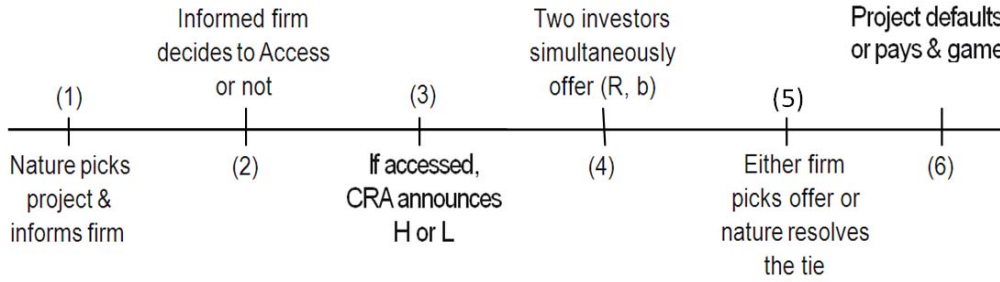 Informed firm
decides to Access
or not
Two investors
simultaneously
offer (R, b)
Project defaults
or pays & game
(1)
(3)
(5)
Nature picks
project &
informs firm
(2)
If accessed,
CRA announces
H or L
(4)
Either firm
picks offer or
nature resolves
the tie
(6)